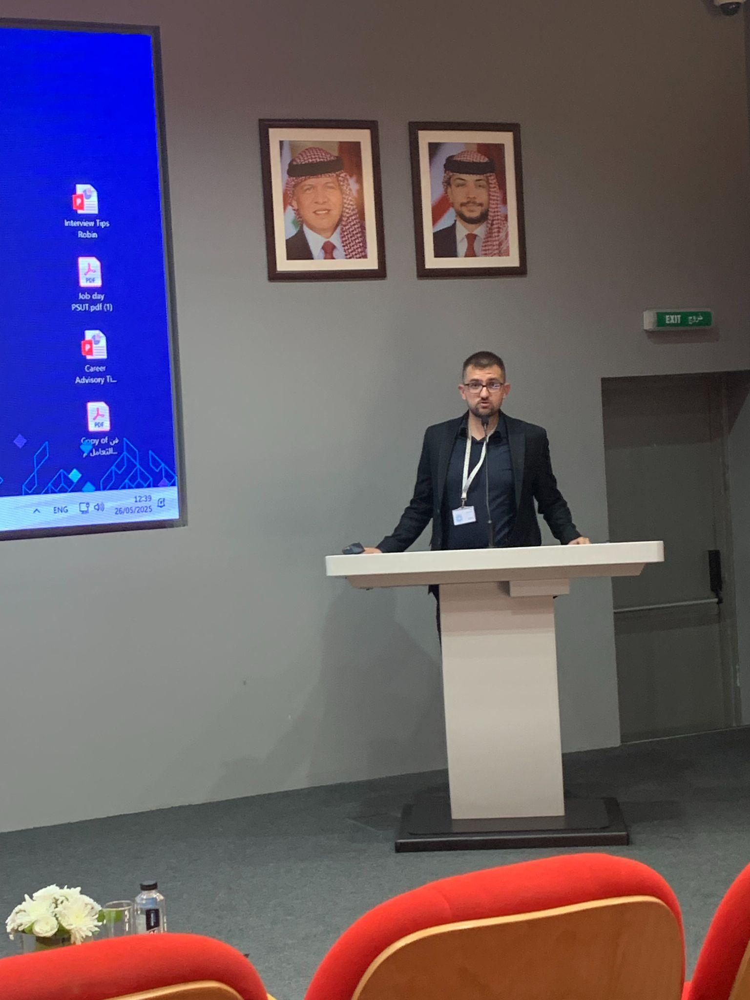 Interview Tips
Robin
PDF
Job day
PSUT.pdf (1)
Career
Advisory Ti...
PDF
Copy of فن
التعامل م...
ENG
12:39
26/05/2025
EXIT خروج